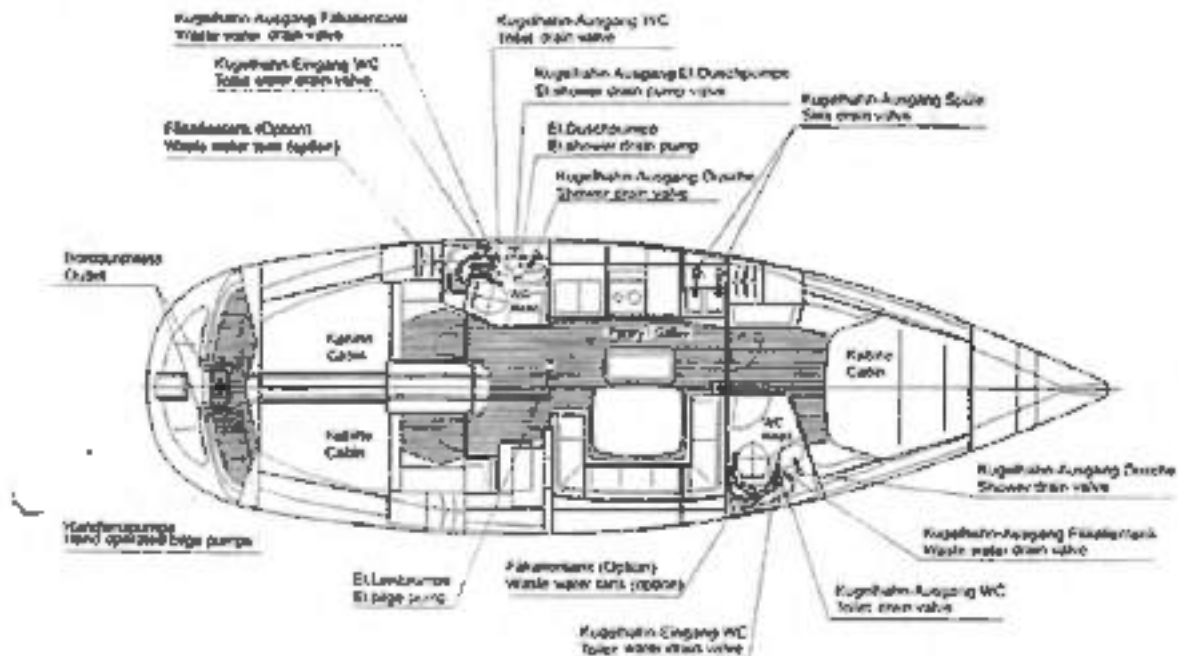 Kugelhahn-Ausgang Fäkalientank
Waste water drain valve
Kugelhahn-Ausgang WC
Toilet drain valve
Kugelhahn-Eingang WC
Toilet water drain valve
Kugelhahn-Ausgang El.Duschpumpe
El shower drain pump valve
Kugelhahn-Ausgang Spüle
Sink drain valve
Fäkalientank (Option)
Waste water tank (option)
El.Duschpumpe
El shower drain pump
Kugelhahn-Ausgang Dusche
Shower drain valve
Outlet
WC
Kabine
Cabin
Kabine
Cabin
Kabine
Cabin
WC
Kugelhahn-Ausgang Dusche
Shower drain valve
Hand operated bilge pump
Kugelhahn-Ausgang Fäkalientank
Waste water drain valve
Fäkalientank (Option)
Waste water tank (option)
El bilge pump
Kugelhahn-Ausgang WC
Toilet drain valve
Kugelhahn-Eingang WC
Toilet water drain valve